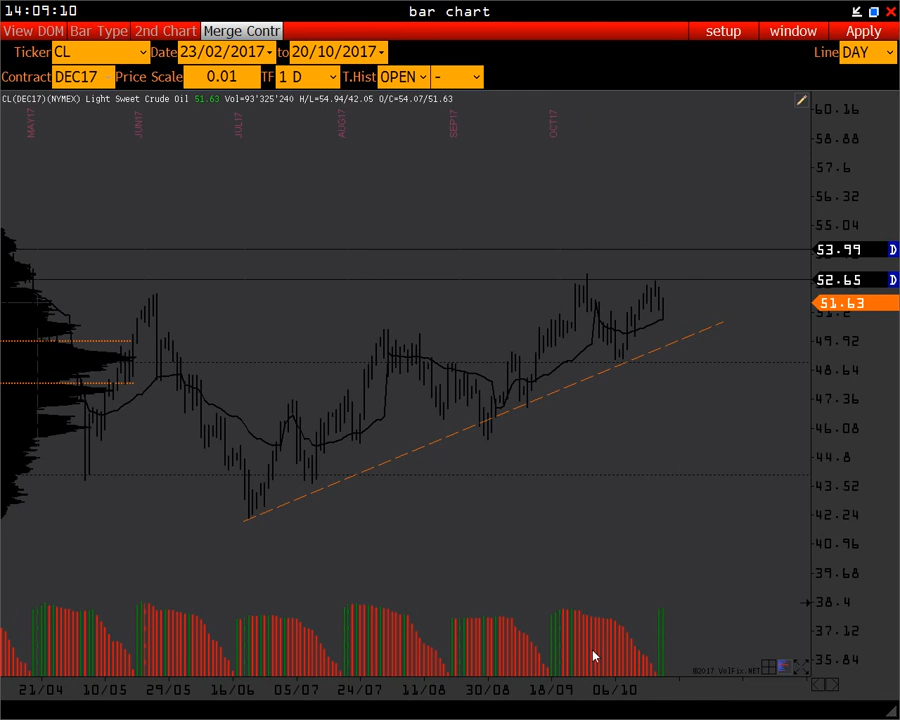 14:09:10 bar chart
View DOM Bar Type 2nd Chart Merge Contr setup window Apply
Ticker CL Date 23/02/2017 to 20/10/2017 Line DAY
Contract DEC17 Price Scale 0.01 TF 1 D T.Hist OPEN -
CL(DEC17)(NYMEX) Light Sweet Crude Oil 51.63 Vol=93'325'240 H/L=54.94/42.05 O/C=54.07/51.63
MAY17 JUN17 JUL17 AUG17 SEP17 OCT17
60.16
58.88
57.6
56.32
55.04
53.99 D
52.65 D
51.63
49.92
48.64
47.36
46.08
44.8
43.52
42.24
40.96
39.68
38.4
37.12
35.84
©2017 VolFix.NET
21/04 10/05 29/05 16/06 05/07 24/07 11/08 30/08 18/09 06/10